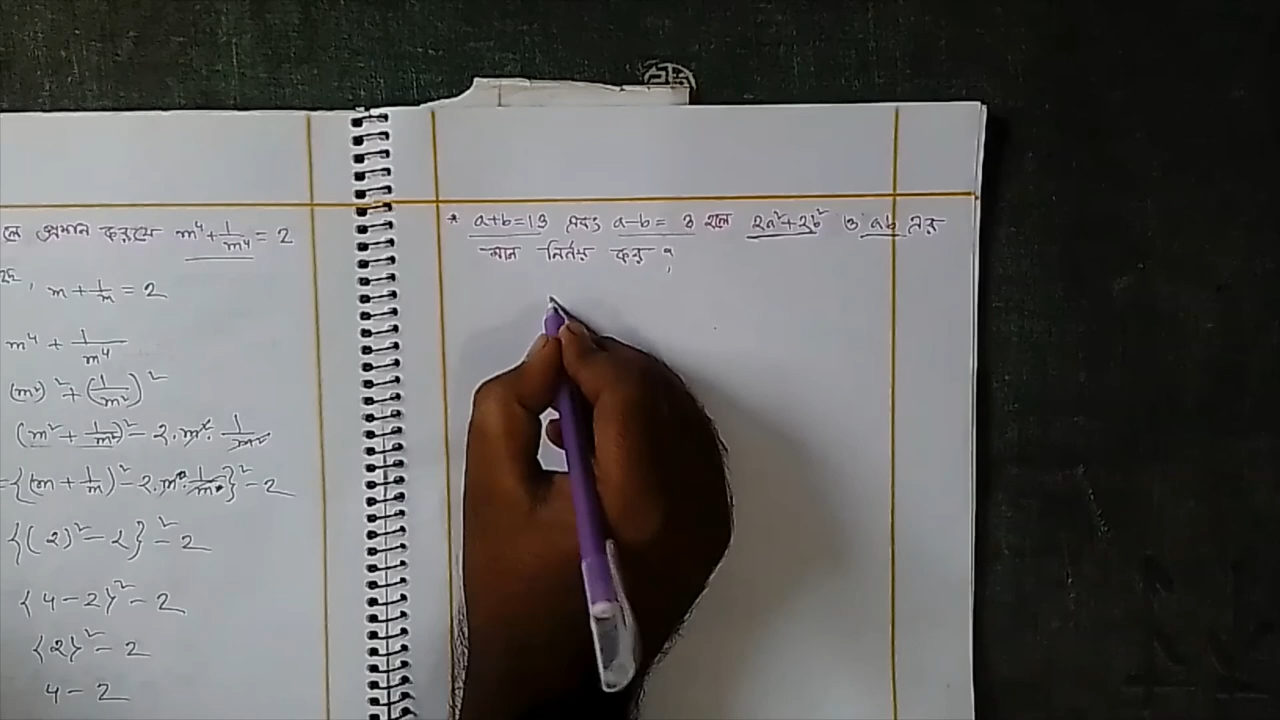 লে প্রমান করযে m⁴+1/m⁴ = 2
m + 1/m = 2
m⁴ + 1/m⁴
(m²)² + (1/m²)²
(m² + 1/m²)² - 2.m².1/m²
= {(m + 1/m)² - 2.m.1/m}² - 2
{(2)² - 2}² - 2
{4 - 2}² - 2
{2}² - 2
4 - 2
* a+b=13 এবং a-b= 3 হলে 2a²+2b² ও ab এর
মান নির্নয় কর ?